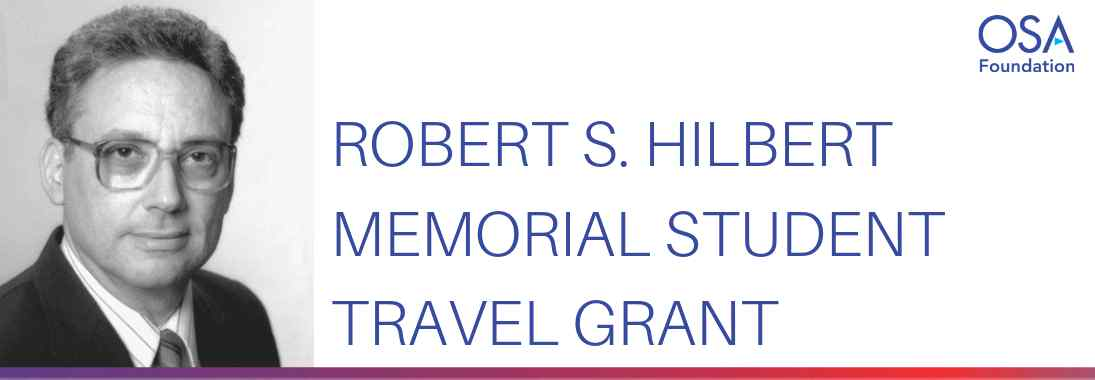 OSA
Foundation
ROBERT S. HILBERT
MEMORIAL STUDENT
TRAVEL GRANT